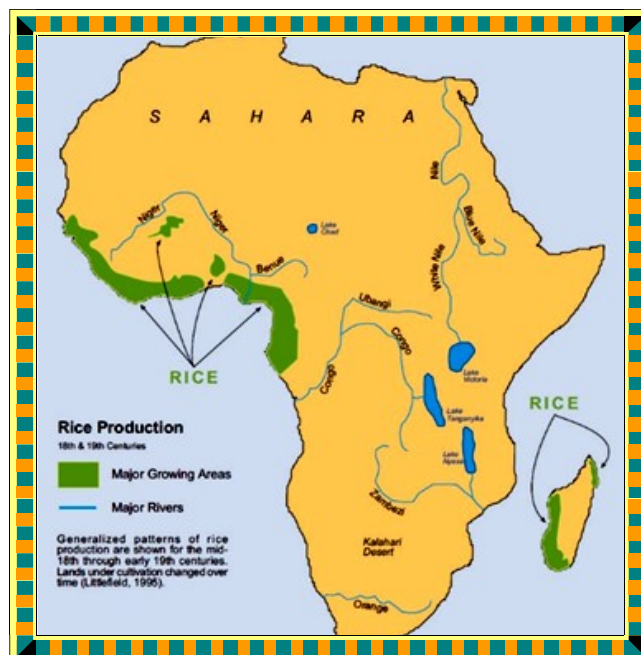 S A H A R A
Nile
Blue Nile
White Nile
Niger
Niger
Lake
Chad
Benue
Ubangi
Congo
Congo
Lake
Victoria
Lake
Tanganyika
Lake
Nyasa
Zambezi
Kalahari
Desert
Orange
RICE
RICE
Rice Production
18th & 19th Centuries
Major Growing Areas
Major Rivers
Generalized patterns of rice
production are shown for the mid-
18th through early 19th centuries.
Lands under cultivation changed over
time (Littlefield, 1995).